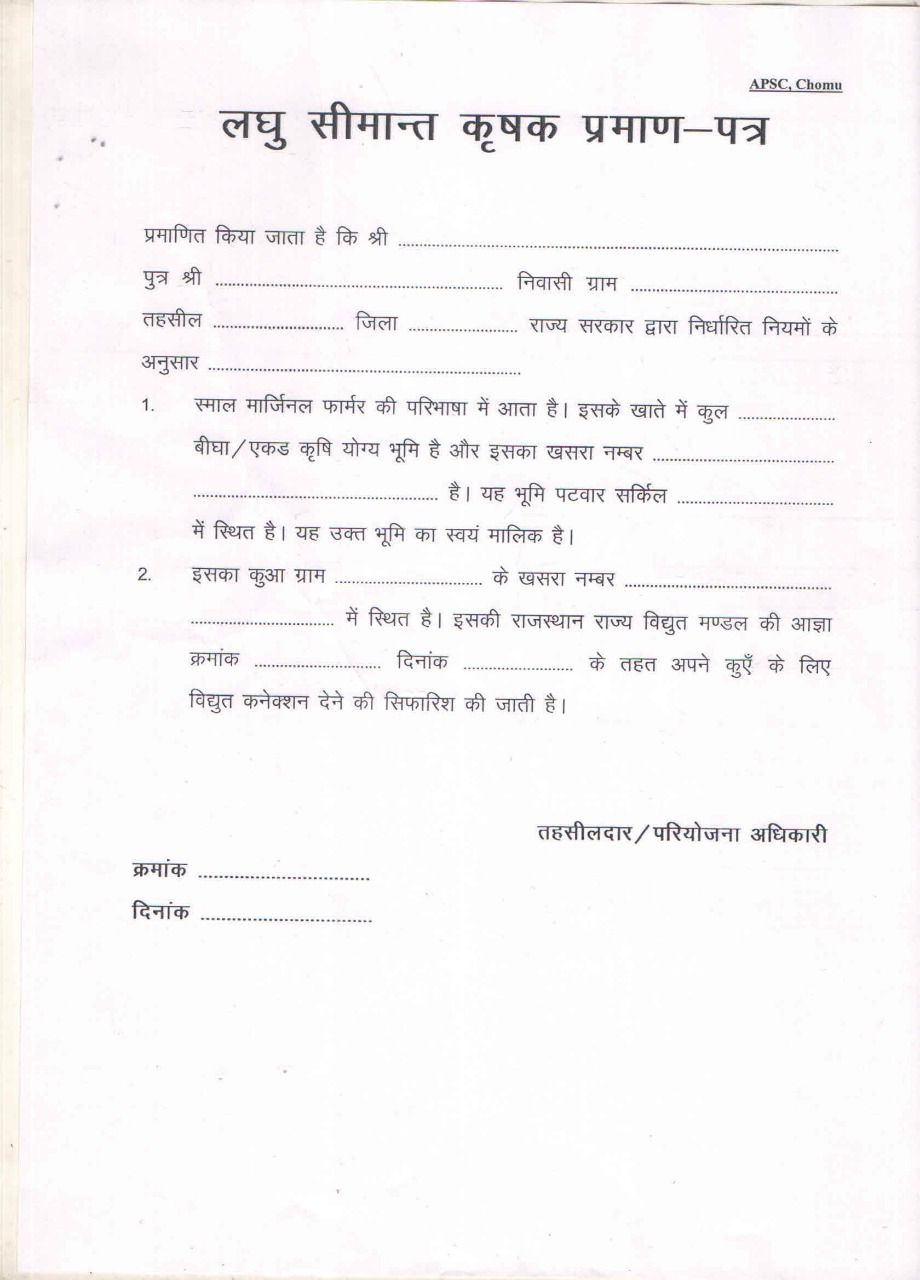 APSC, Chomu
लघु सीमान्त कृषक प्रमाण–पत्र
प्रमाणित किया जाता है कि श्री ........................................................................................................
पुत्र श्री .................................................................... निवासी ग्राम .................................................
तहसील ............................... जिला .......................... राज्य सरकार द्वारा निर्धारित नियमों के
अनुसार ..........................................................................
1. स्माल मार्जिनल फार्मर की परिभाषा में आता है। इसके खाते में कुल .......................
बीघा/एकड कृषि योग्य भूमि है और इसका खसरा नम्बर ...........................................
.......................................................... है। यह भूमि पटवार सर्किल .....................................
में स्थित है। यह उक्त भूमि का स्वयं मालिक है।
2. इसका कुआ ग्राम ................................... के खसरा नम्बर .................................................
.................................. में स्थित है। इसकी राजस्थान राज्य विद्युत मण्डल की आज्ञा
क्रमांक .............................. दिनांक .......................... के तहत अपने कुएँ के लिए
विद्युत कनेक्शन देने की सिफारिश की जाती है।
तहसीलदार/परियोजना अधिकारी
क्रमांक .........................................
दिनांक .........................................